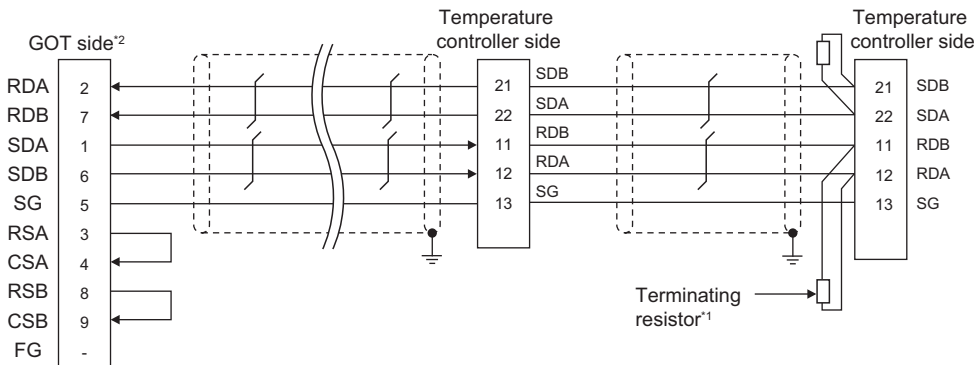 GOT side*2
RDA 2
RDB 7
SDA 1
SDB 6
SG 5
RSA 3
CSA 4
RSB 8
CSB 9
FG -
Temperature
controller side
21 SDB
22 SDA
11 RDB
12 RDA
13 SG
Temperature
controller side
21 SDB
22 SDA
11 RDB
12 RDA
13 SG
Terminating
resistor*1